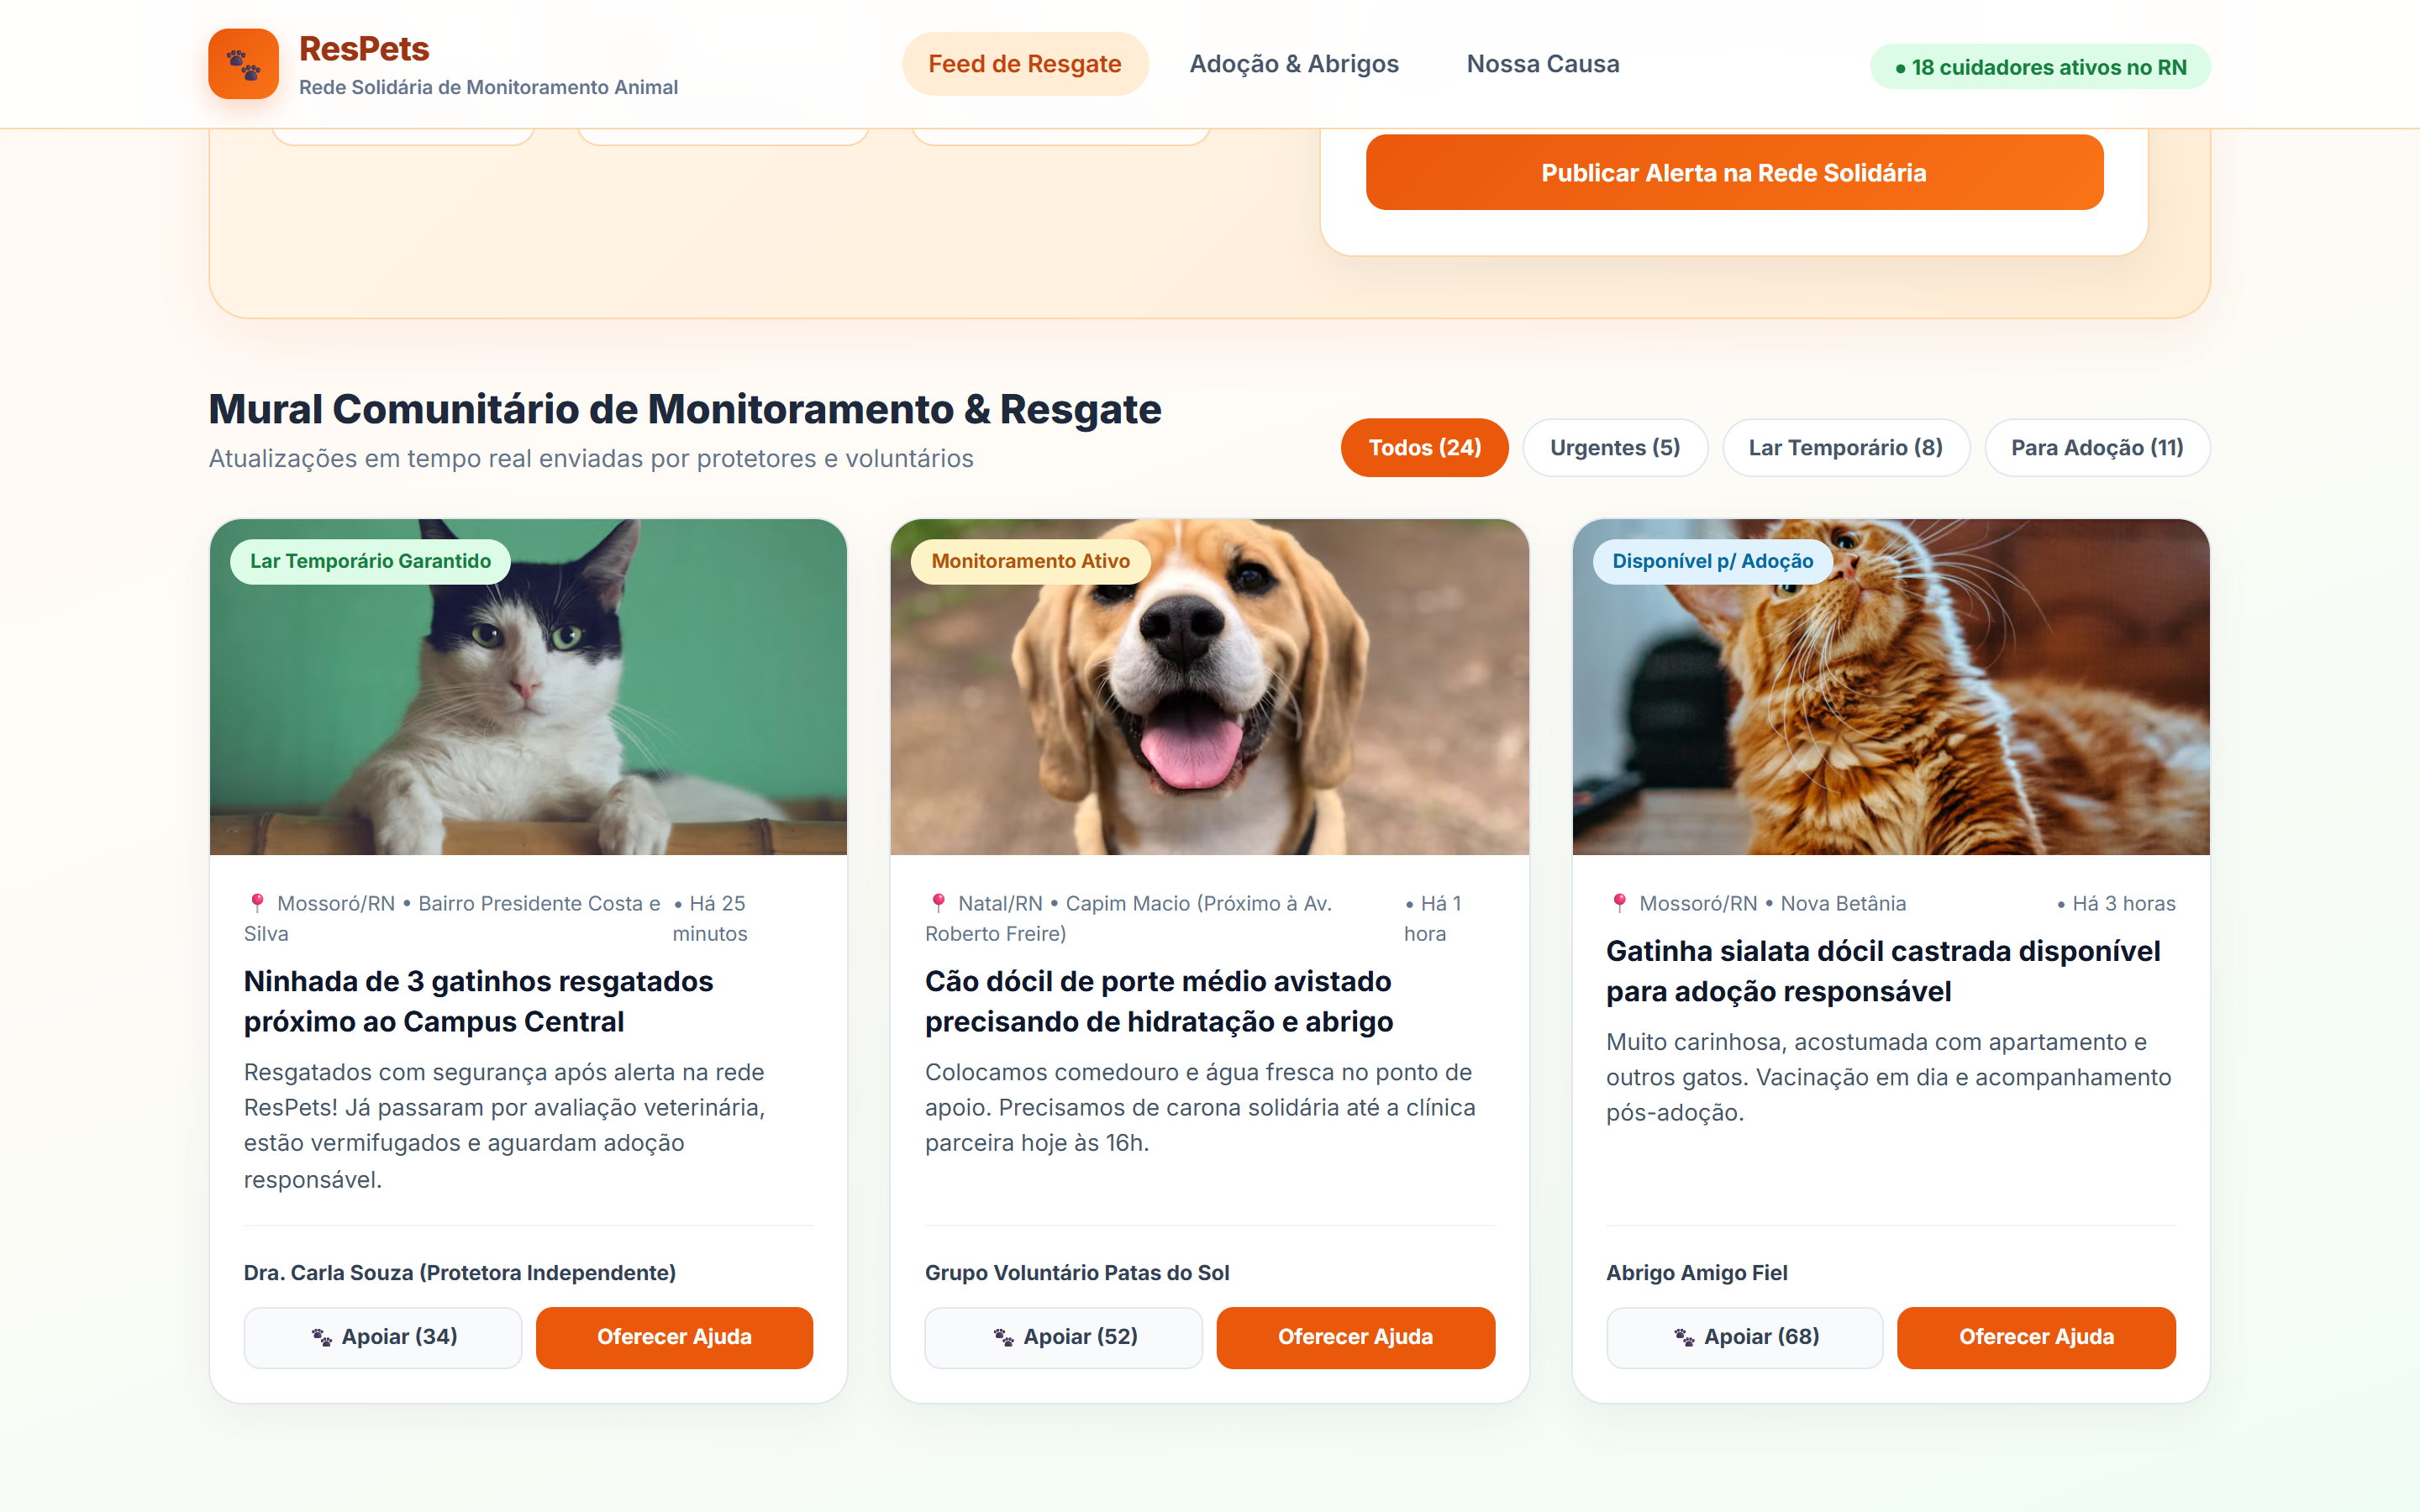 ResPets
Rede Solidária de Monitoramento Animal
Feed de Resgate
Adoção & Abrigos
Nossa Causa
● 18 cuidadores ativos no RN
Publicar Alerta na Rede Solidária
Mural Comunitário de Monitoramento & Resgate
Atualizações em tempo real enviadas por protetores e voluntários
Todos (24)
Urgentes (5)
Lar Temporário (8)
Para Adoção (11)
Lar Temporário Garantido
📍 Mossoró/RN • Bairro Presidente Costa e
Silva
• Há 25
minutos
Ninhada de 3 gatinhos resgatados
próximo ao Campus Central
Resgatados com segurança após alerta na rede
ResPets! Já passaram por avaliação veterinária,
estão vermifugados e aguardam adoção
responsável.
Dra. Carla Souza (Protetora Independente)
🐾 Apoiar (34)
Oferecer Ajuda
Monitoramento Ativo
📍 Natal/RN • Capim Macio (Próximo à Av.
Roberto Freire)
• Há 1
hora
Cão dócil de porte médio avistado
precisando de hidratação e abrigo
Colocamos comedouro e água fresca no ponto de
apoio. Precisamos de carona solidária até a clínica
parceira hoje às 16h.
Grupo Voluntário Patas do Sol
🐾 Apoiar (52)
Oferecer Ajuda
Disponível p/ Adoção
📍 Mossoró/RN • Nova Betânia
• Há 3 horas
Gatinha sialata dócil castrada disponível
para adoção responsável
Muito carinhosa, acostumada com apartamento e
outros gatos. Vacinação em dia e acompanhamento
pós-adoção.
Abrigo Amigo Fiel
🐾 Apoiar (68)
Oferecer Ajuda